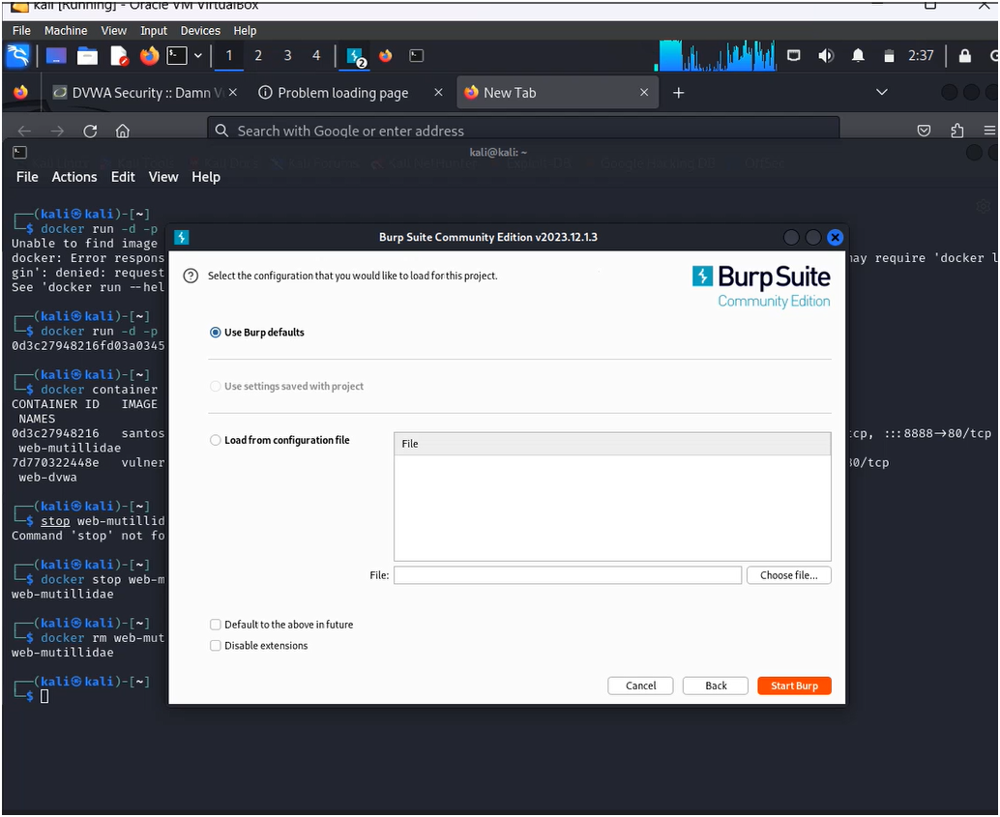 kali [Running] - Oracle VM VirtualBox
File Machine View Input Devices Help
1 2 3 4 2 2:37
DVWA Security :: Damn V
Problem loading page
New Tab
Search with Google or enter address
kali@kali: ~
File Actions Edit View Help
┌──(kali㉿kali)-[~]
└─$ docker run -d -p
Unable to find image
docker: Error respons
may require 'docker l
gin': denied: request
See 'docker run --hel
┌──(kali㉿kali)-[~]
└─$ docker run -d -p
0d3c27948216fd03a0345
┌──(kali㉿kali)-[~]
└─$ docker container
CONTAINER ID IMAGE
NAMES
0d3c27948216 santos
cp, :::8888→80/tcp
web-mutillidae
7d770322448e vulner
80/tcp
web-dvwa
┌──(kali㉿kali)-[~]
└─$ stop web-mutillid
Command 'stop' not fo
┌──(kali㉿kali)-[~]
└─$ docker stop web-m
web-mutillidae
┌──(kali㉿kali)-[~]
└─$ docker rm web-mut
web-mutillidae
┌──(kali㉿kali)-[~]
└─$
Burp Suite Community Edition v2023.12.1.3
Select the configuration that you would like to load for this project.
Burp Suite
Community Edition
Use Burp defaults
Use settings saved with project
Load from configuration file
File
File:
Choose file...
Default to the above in future
Disable extensions
Cancel
Back
Start Burp